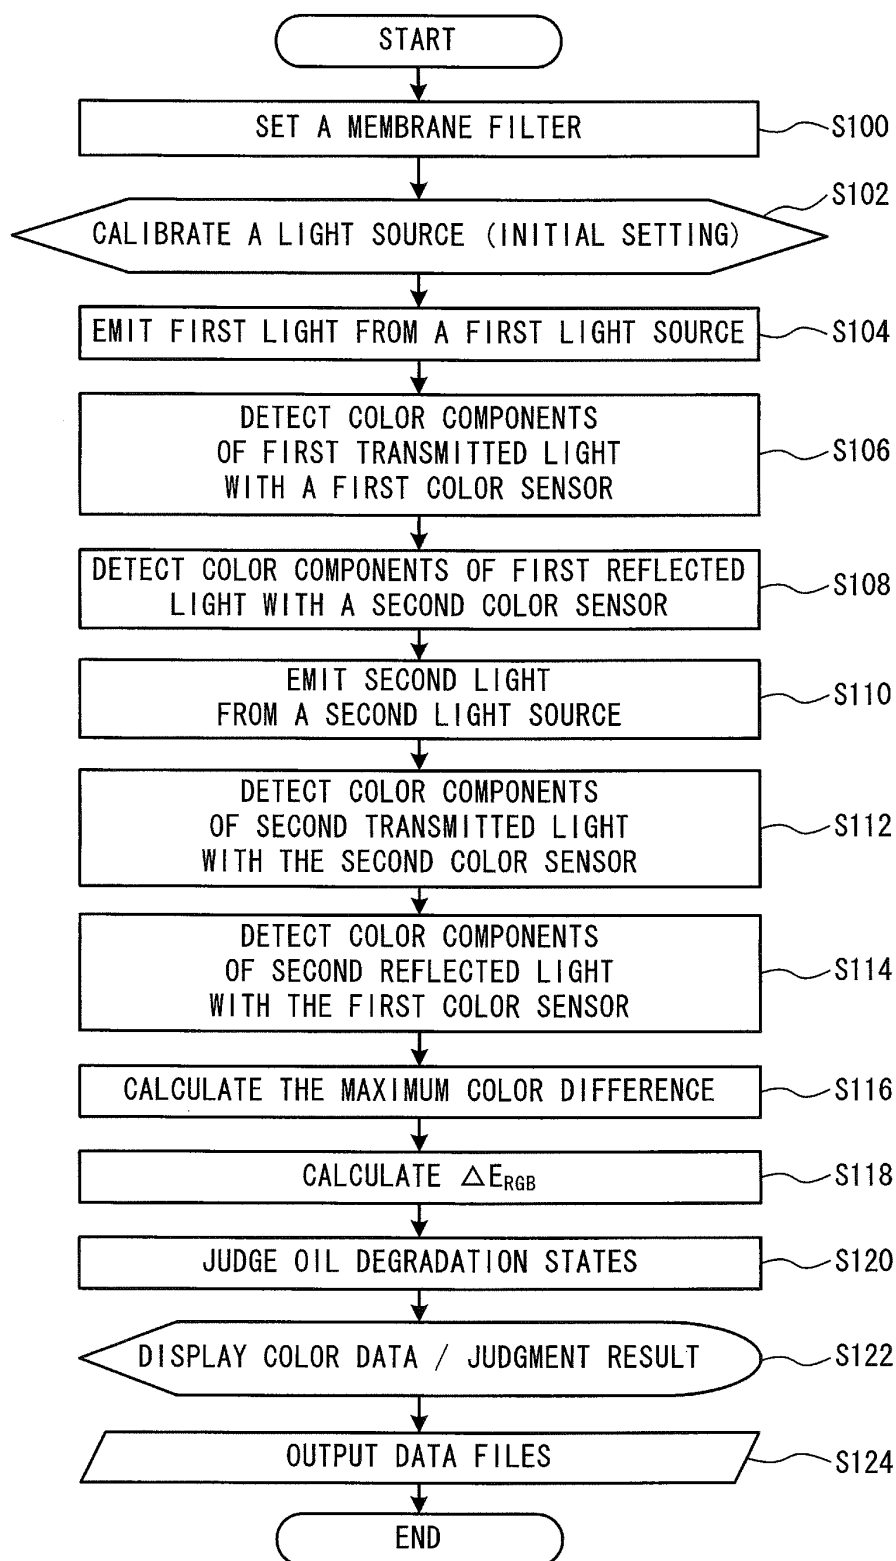 START
SET A MEMBRANE FILTER
S100
CALIBRATE A LIGHT SOURCE (INITIAL SETTING)
S102
EMIT FIRST LIGHT FROM A FIRST LIGHT SOURCE
S104
DETECT COLOR COMPONENTS
OF FIRST TRANSMITTED LIGHT
WITH A FIRST COLOR SENSOR
S106
DETECT COLOR COMPONENTS OF FIRST REFLECTED
LIGHT WITH A SECOND COLOR SENSOR
S108
EMIT SECOND LIGHT
FROM A SECOND LIGHT SOURCE
S110
DETECT COLOR COMPONENTS
OF SECOND TRANSMITTED LIGHT
WITH THE SECOND COLOR SENSOR
S112
DETECT COLOR COMPONENTS
OF SECOND REFLECTED LIGHT
WITH THE FIRST COLOR SENSOR
S114
CALCULATE THE MAXIMUM COLOR DIFFERENCE
S116
CALCULATE △ERGB
S118
JUDGE OIL DEGRADATION STATES
S120
DISPLAY COLOR DATA / JUDGMENT RESULT
S122
OUTPUT DATA FILES
S124
END